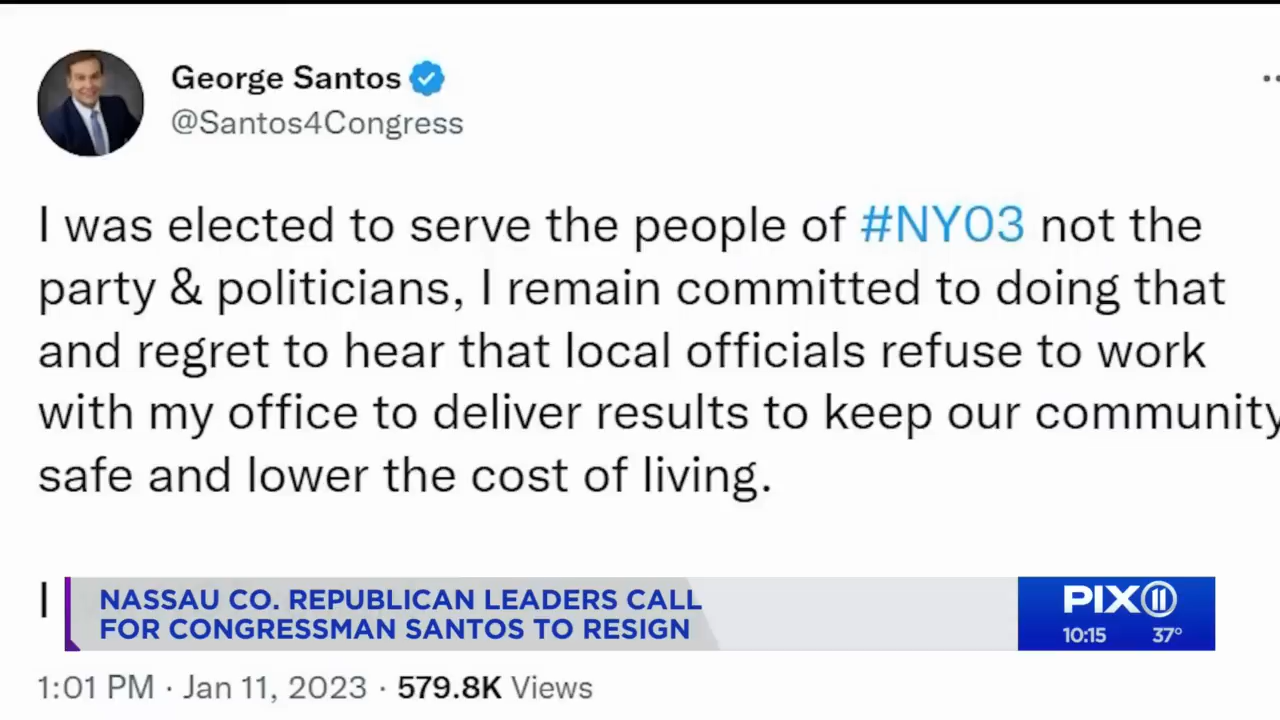 George Santos
@Santos4Congress
I was elected to serve the people of #NY03 not the
party & politicians, I remain committed to doing that
and regret to hear that local officials refuse to work
with my office to deliver results to keep our community
safe and lower the cost of living.
I
NASSAU CO. REPUBLICAN LEADERS CALL
FOR CONGRESSMAN SANTOS TO RESIGN
PIX11
10:15 37°
1:01 PM · Jan 11, 2023 · 579.8K Views